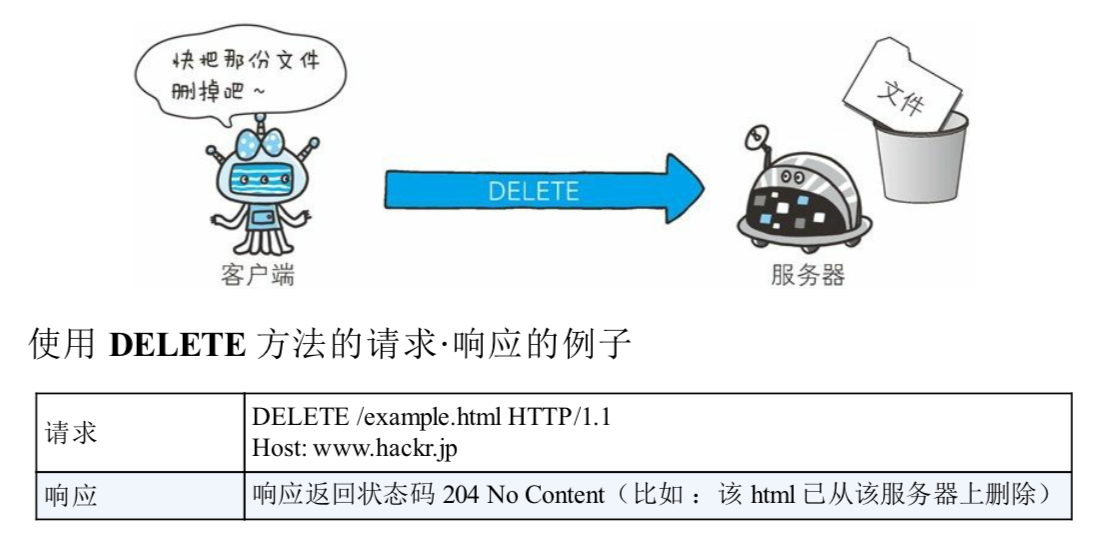 快把那份文件
删掉吧～
文件
DELETE
客户端
服务器
使用 DELETE 方法的请求·响应的例子
请求
DELETE /example.html HTTP/1.1
Host: www.hackr.jp
响应
响应返回状态码 204 No Content（比如 ：该 html 已从该服务器上删除）